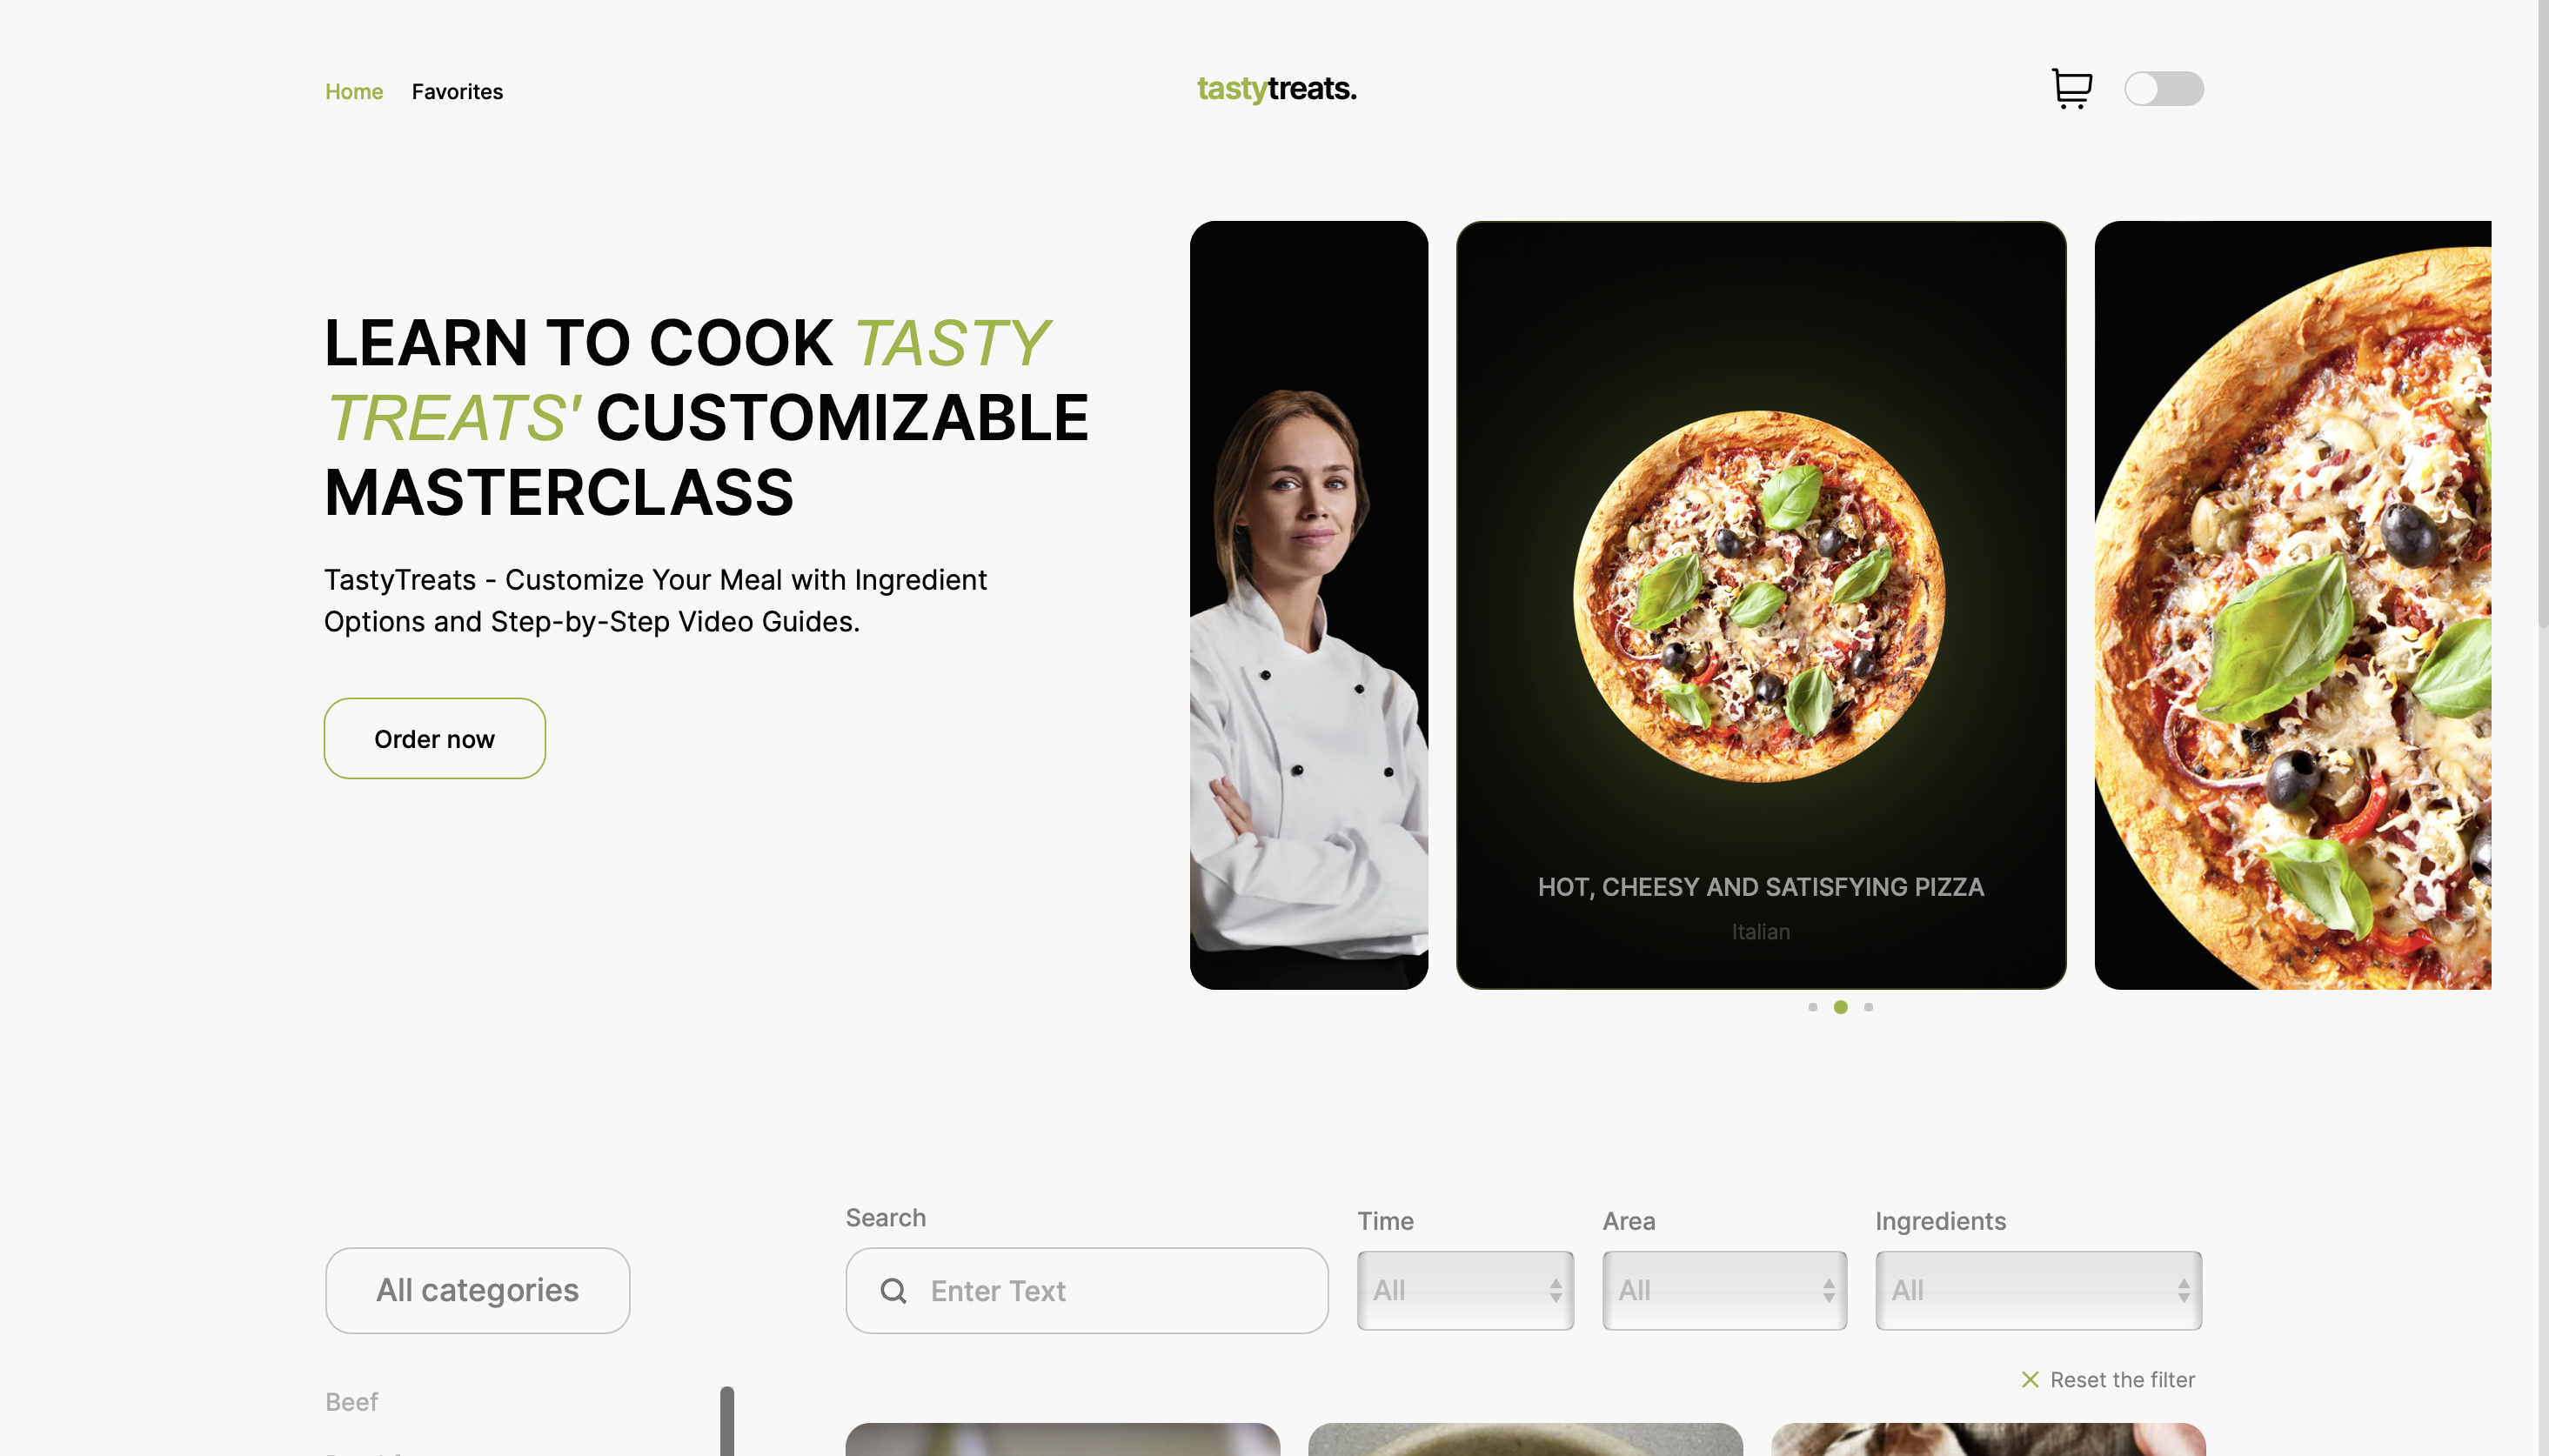 Home Favorites
tastytreats.
LEARN TO COOK TASTY
TREATS' CUSTOMIZABLE
MASTERCLASS
TastyTreats - Customize Your Meal with Ingredient
Options and Step-by-Step Video Guides.
Order now
HOT, CHEESY AND SATISFYING PIZZA
Italian
All categories
Beef
Search
Enter Text
Time
All
Area
All
Ingredients
All
Reset the filter